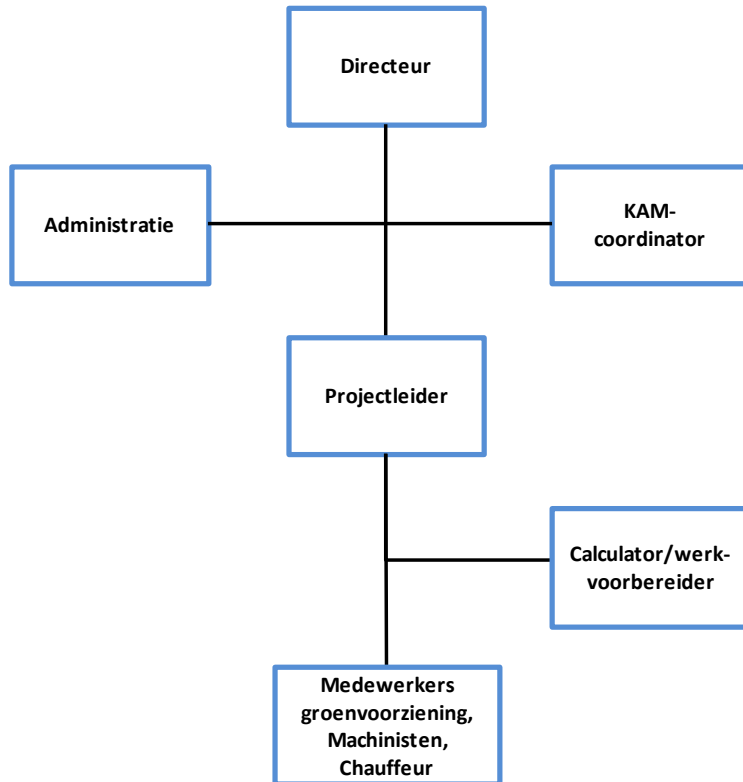 Directeur
Administratie
KAM-
coordinator
Projectleider
Calculator/werk-
voorbereider
Medewerkers
groenvoorziening,
Machinisten,
Chauffeur